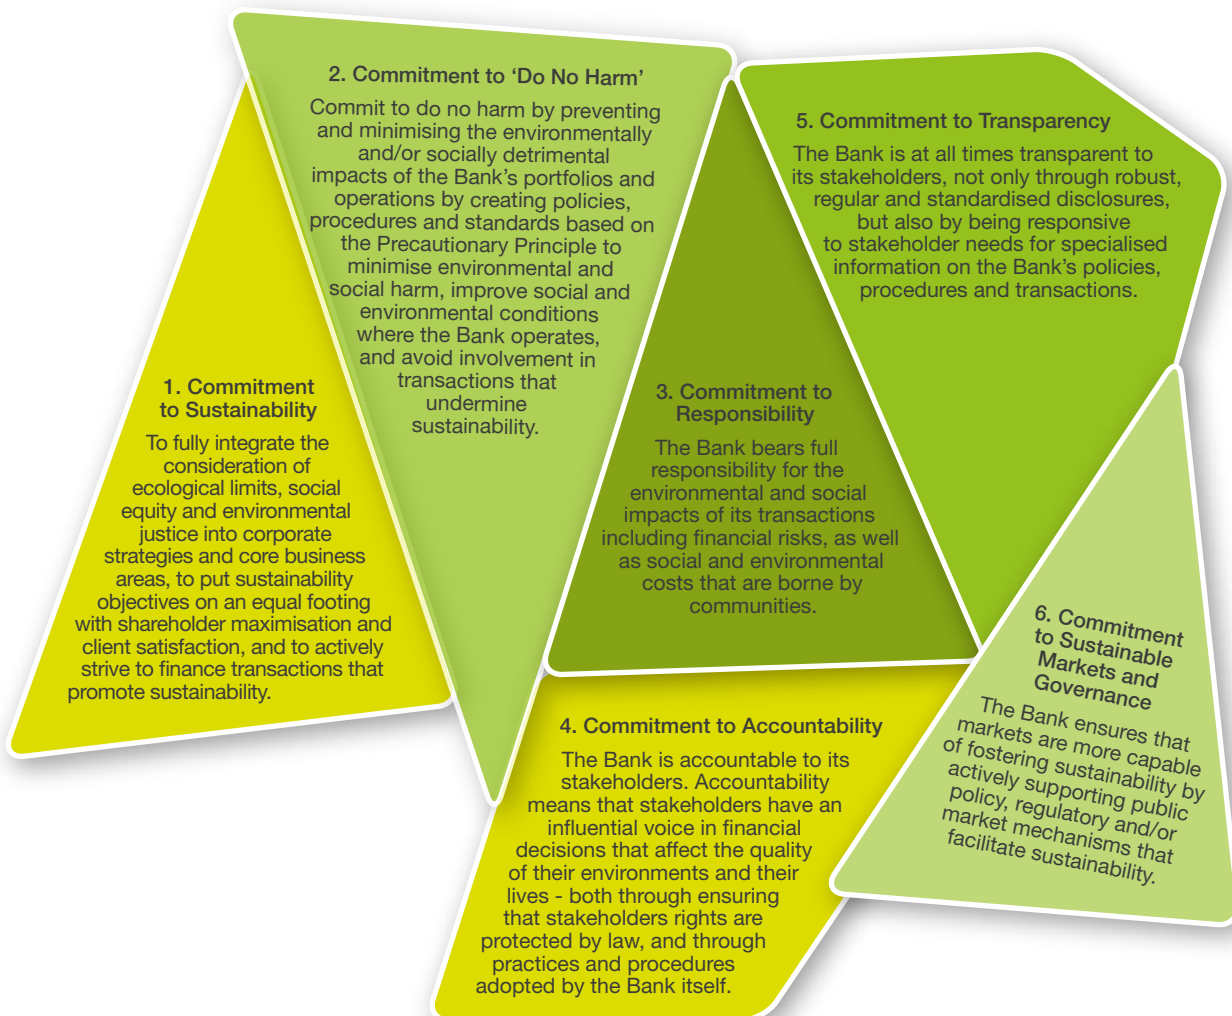 1. Commitment
to Sustainability
To fully integrate the
consideration of
ecological limits, social
equity and environmental
justice into corporate
strategies and core business
areas, to put sustainability
objectives on an equal footing
with shareholder maximisation and
client satisfaction, and to actively
strive to finance transactions that
promote sustainability.
2. Commitment to ‘Do No Harm’
Commit to do no harm by preventing
and minimising the environmentally
and/or socially detrimental
impacts of the Bank’s portfolios and
operations by creating policies,
procedures and standards based on
the Precautionary Principle to
minimise environmental and
social harm, improve social and
environmental conditions
where the Bank operates,
and avoid involvement in
transactions that
undermine
sustainability.
3. Commitment to
Responsibility
The Bank bears full
responsibility for the
environmental and social
impacts of its transactions
including financial risks, as well
as social and environmental
costs that are borne by
communities.
4. Commitment to Accountability
The Bank is accountable to its
stakeholders. Accountability
means that stakeholders have an
influential voice in financial
decisions that affect the quality
of their environments and their
lives - both through ensuring
that stakeholders rights are
protected by law, and through
practices and procedures
adopted by the Bank itself.
5. Commitment to Transparency
The Bank is at all times transparent to
its stakeholders, not only through robust,
regular and standardised disclosures,
but also by being responsive
to stakeholder needs for specialised
information on the Bank’s policies,
procedures and transactions.
6. Commitment
to Sustainable
Markets and
Governance
The Bank ensures that
markets are more capable
of fostering sustainability by
actively supporting public
policy, regulatory and/or
market mechanisms that
facilitate sustainability.